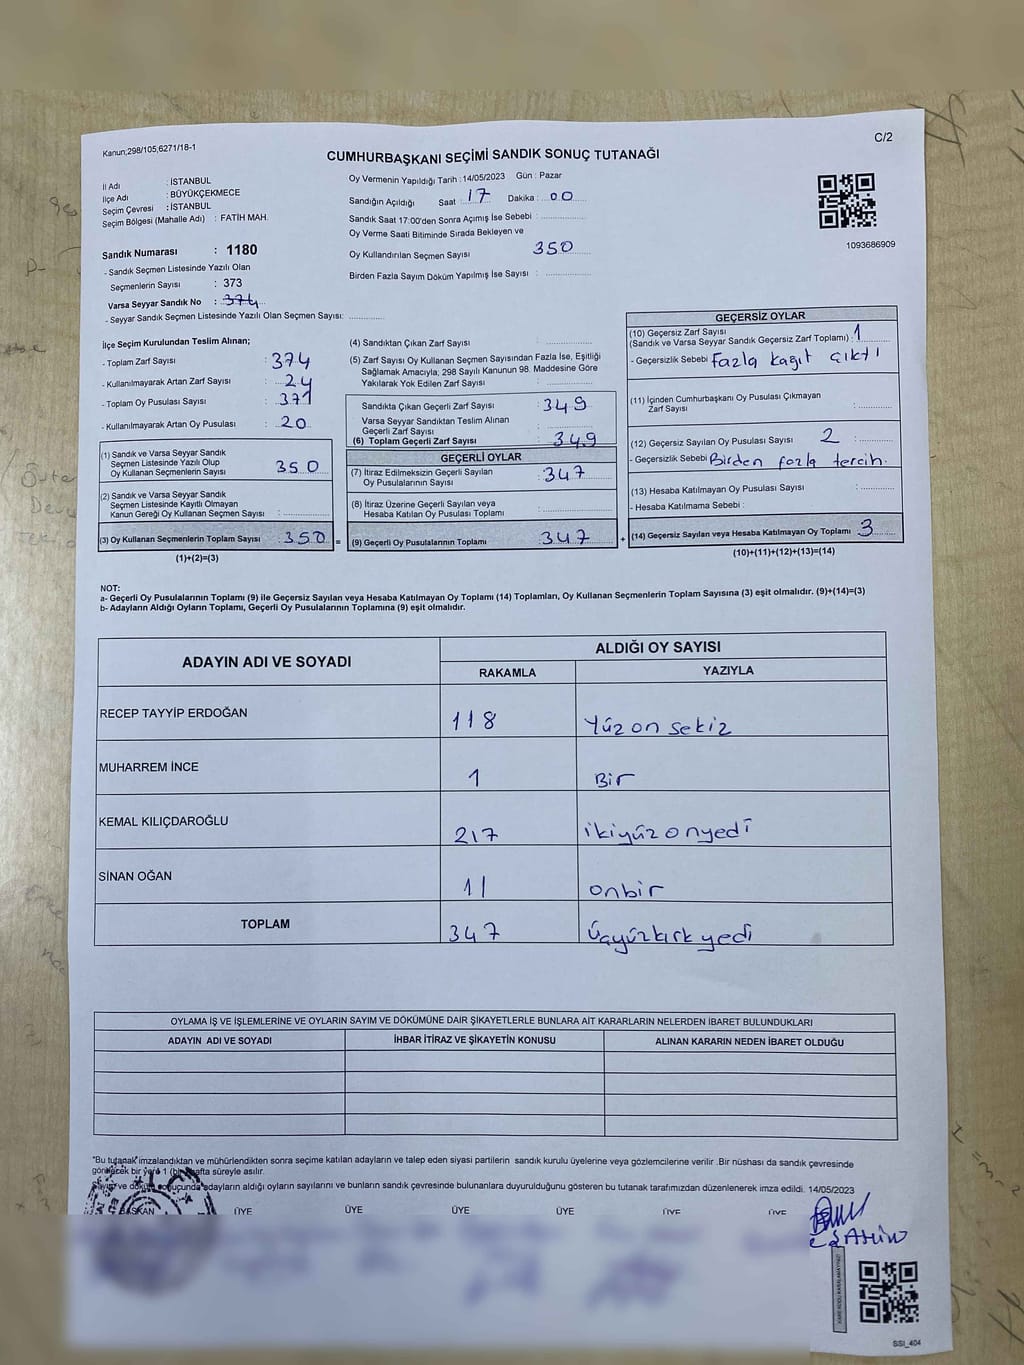 Kanun;298/105,6271/18-1
C/2
CUMHURBAŞKANI SEÇİMİ SANDIK SONUÇ TUTANAĞI
İl Adı : İSTANBUL
İlçe Adı : BÜYÜKÇEKMECE
Seçim Çevresi : İSTANBUL
Seçim Bölgesi (Mahalle Adı) : FATİH MAH.
Sandık Numarası : 1180
- Sandık Seçmen Listesinde Yazılı Olan
Seçmenlerin Sayısı : 373
Varsa Seyyar Sandık No : 374
- Seyyar Sandık Seçmen Listesinde Yazılı Olan Seçmen Sayısı:
Oy Vermenin Yapıldığı Tarih :14/05/2023 Gün : Pazar
Sandığın Açıldığı Saat : 17 Dakika : 00
Sandık Saat 17:00'den Sonra Açımış İse Sebebi :
Oy Verme Saati Bitiminde Sırada Bekleyen ve
Oy Kullandırılan Seçmen Sayısı 350
Birden Fazla Sayım Döküm Yapılmış İse Sayısı :
1093686909
İlçe Seçim Kurulundan Teslim Alınan;
- Toplam Zarf Sayısı : 374
- Kullanılmayarak Artan Zarf Sayısı : 24
- Toplam Oy Pusulası Sayısı : 371
- Kullanılmayarak Artan Oy Pusulası : 20
(1) Sandık ve Varsa Seyyar Sandık
Seçmen Listesinde Yazılı Olup
Oy Kullanan Seçmenlerin Sayısı : 350
(2) Sandık ve Varsa Seyyar Sandık
Seçmen Listesinde Kayıtlı Olmayan
Kanun Gereği Oy Kullanan Seçmen Sayısı :
(3) Oy Kullanan Seçmenlerin Toplam Sayısı : 350
(1)+(2)=(3)
(4) Sandıktan Çıkan Zarf Sayısı :
(5) Zarf Sayısı Oy Kullanan Seçmen Sayısından Fazla İse, Eşitliği
Sağlamak Amacıyla; 298 Sayılı Kanunun 98. Maddesine Göre
Yakılarak Yok Edilen Zarf Sayısı :
Sandıkta Çıkan Geçerli Zarf Sayısı : 349
Varsa Seyyar Sandıktan Teslim Alınan
Geçerli Zarf Sayısı :
(6) Toplam Geçerli Zarf Sayısı : 349
GEÇERLİ OYLAR
(7) İtiraz Edilmeksizin Geçerli Sayılan
Oy Pusulalarının Sayısı : 347
(8) İtiraz Üzerine Geçerli Sayılan veya
Hesaba Katılan Oy Pusulası Toplamı :
= (9) Geçerli Oy Pusulalarının Toplamı : 347
GEÇERSİZ OYLAR
(10) Geçersiz Zarf Sayısı
(Sandık ve Varsa Seyyar Sandık Geçersiz Zarf Toplamı) : 1
- Geçersizlik Sebebi : Fazla kağıt çıktı
(11) İçinden Cumhurbaşkanı Oy Pusulası Çıkmayan
Zarf Sayısı :
(12) Geçersiz Sayılan Oy Pusulası Sayısı : 2
- Geçersizlik Sebebi : Birden fazla tercih.
(13) Hesaba Katılmayan Oy Pusulası Sayısı :
- Hesaba Katılmama Sebebi :
+ (14) Geçersiz Sayılan veya Hesaba Katılmayan Oy Toplamı : 3
(10)+(11)+(12)+(13)=(14)
NOT:
a- Geçerli Oy Pusulalarının Toplamı (9) ile Geçersiz Sayılan veya Hesaba Katılmayan Oy Toplamı (14) Toplamları, Oy Kullanan Seçmenlerin Toplam Sayısına (3) eşit olmalıdır. (9)+(14)=(3)
b- Adayların Aldığı Oyların Toplamı, Geçerli Oy Pusulalarının Toplamına (9) eşit olmalıdır.
ADAYIN ADI VE SOYADI ALDIĞI OY SAYISI
RAKAMLA YAZIYLA
RECEP TAYYİP ERDOĞAN 118 Yüz on sekiz
MUHARREM İNCE 1 Bir
KEMAL KILIÇDAROĞLU 217 ikiyüz onyedi
SİNAN OĞAN 11 onbir
TOPLAM 347 Üçyüzkırk yedi
OYLAMA İŞ VE İŞLEMLERİNE VE OYLARIN SAYIM VE DÖKÜMÜNE DAİR ŞİKAYETLERLE BUNLARA AİT KARARLARIN NELERDEN İBARET BULUNDUKLARI
ADAYIN ADI VE SOYADI İHBAR İTİRAZ VE ŞİKAYETİN KONUSU ALINAN KARARIN NEDEN İBARET OLDUĞU
"Bu tutanak imzalandıktan ve mühürlendikten sonra seçime katılan adayların ve talep eden siyasi partilerin sandık kurulu üyelerine veya gözlemcilerine verilir .Bir nüshası da sandık çevresinde
görülecek bir yere 1 (bir) hafta süreyle asılır.
ve döküm sonucunda adayların aldığı oyların sayılarını ve bunların sandık çevresinde bulunanlara duyurulduğunu gösteren bu tutanak tarafımızdan düzenlenerek imza edildi. 14/05/2023
BAŞKAN ÜYE ÜYE ÜYE ÜYE ÜYE ÜYE
SSI_404